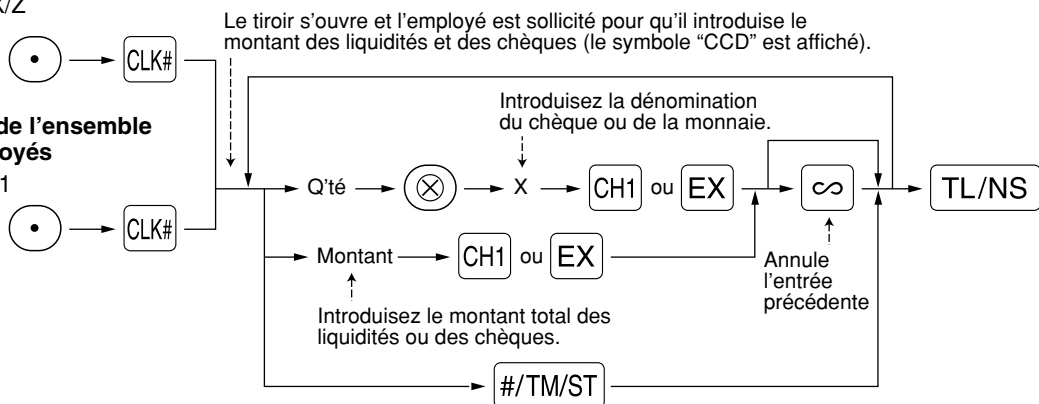 X/Z
Le tiroir s’ouvre et l’employé est sollicité pour qu’il introduise le
montant des liquidités et des chèques (le symbole “CCD” est affiché).
• CLK#
de l’ensemble
oyés
1
• CLK#
Introduisez la dénomination
du chèque ou de la monnaie.
Q’té ⊗ X CH1 ou EX ∽ TL/NS
Montant CH1 ou EX
Annule
l’entrée
précédente
Introduisez le montant total des
liquidités ou des chèques.
#/TM/ST